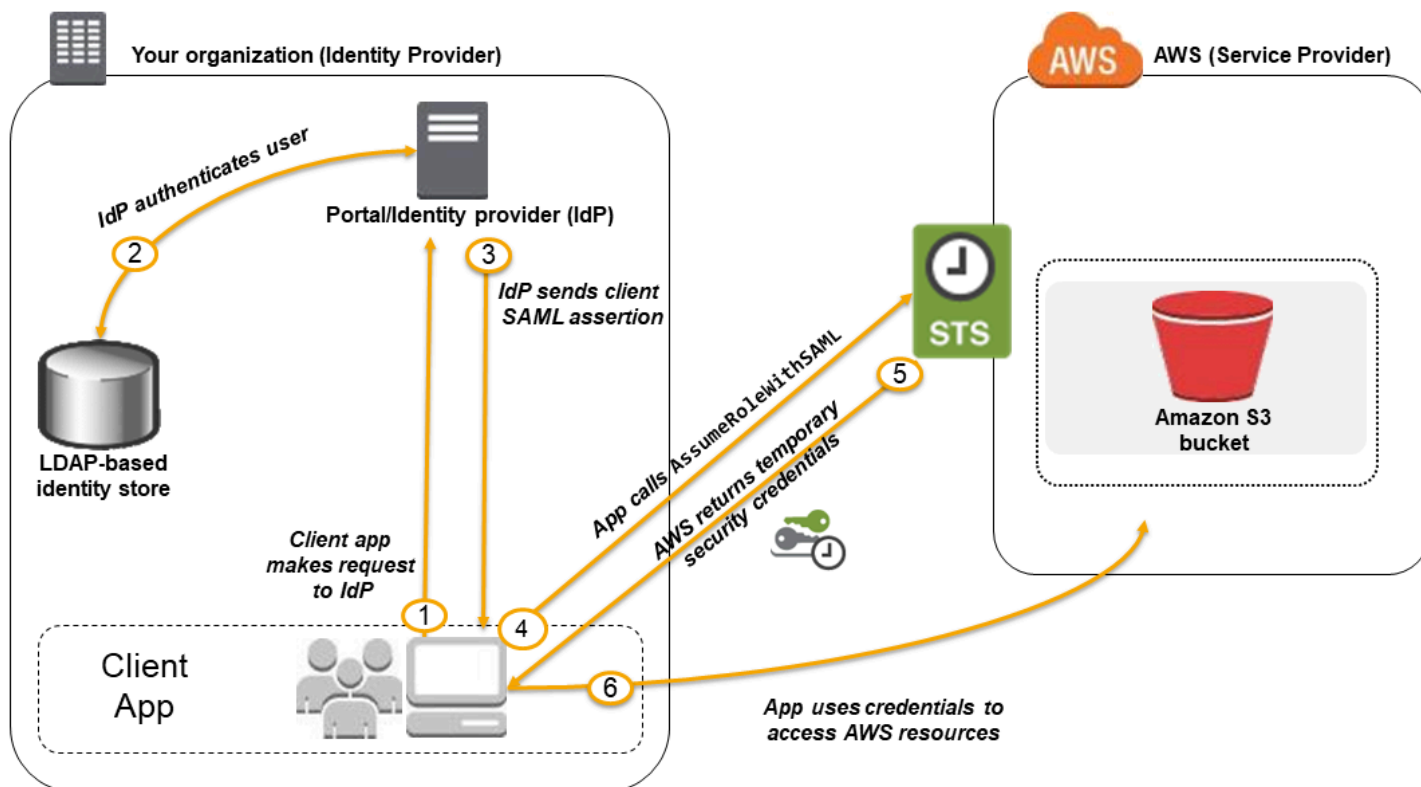 Your organization (Identity Provider)
AWS
AWS (Service Provider)
IdP authenticates user
2
Portal/Identity provider (IdP)
3
IdP sends client
SAML assertion
STS
LDAP-based
identity store
Amazon S3
bucket
5
App calls AssumeRoleWithSAML
AWS returns temporary
security credentials
Client app
makes request
to IdP
1
4
Client
App
6
App uses credentials to
access AWS resources